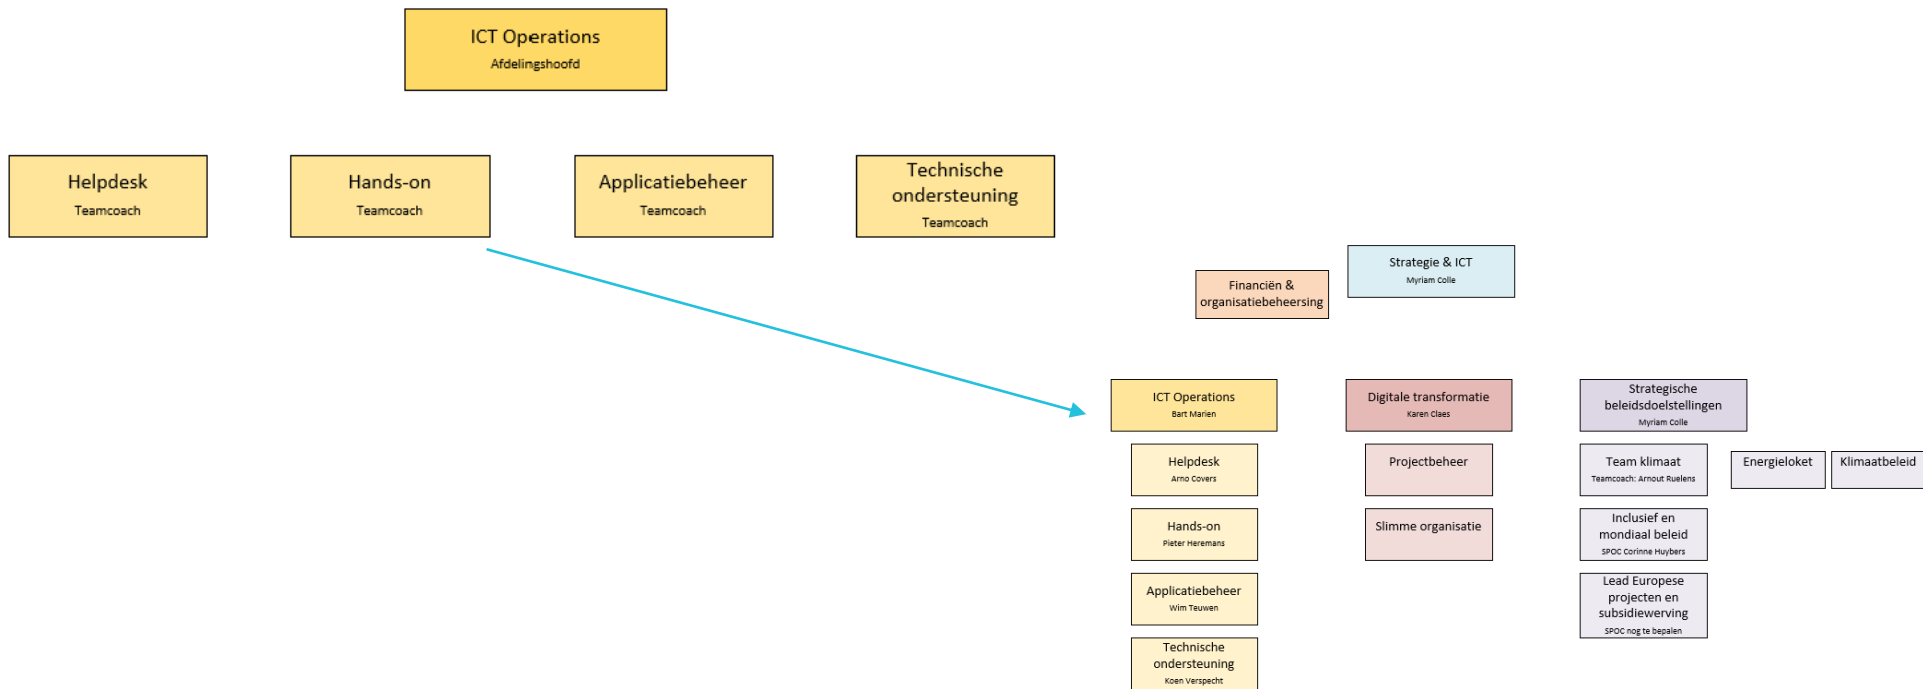 ICT Operations
Afdelingshoofd
Helpdesk
Teamcoach
Hands-on
Teamcoach
Applicatiebeheer
Teamcoach
Technische
ondersteuning
Teamcoach
Strategie & ICT
Myriam Colle
Financiën &
organisatiebeheersing
ICT Operations
Bart Marien
Digitale transformatie
Karen Claes
Strategische
beleidsdoelstellingen
Myriam Colle
Helpdesk
Arno Covers
Projectbeheer
Team klimaat
Teamcoach: Arnout Ruelens
Energieloket
Klimaatbeleid
Hands-on
Pieter Heremans
Slimme organisatie
Inclusief en
mondiaal beleid
SPOC Corinne Huybers
Applicatiebeheer
Wim Teuwen
Lead Europese
projecten en
subsidiewerving
SPOC nog te bepalen
Technische
ondersteuning
Koen Verspecht